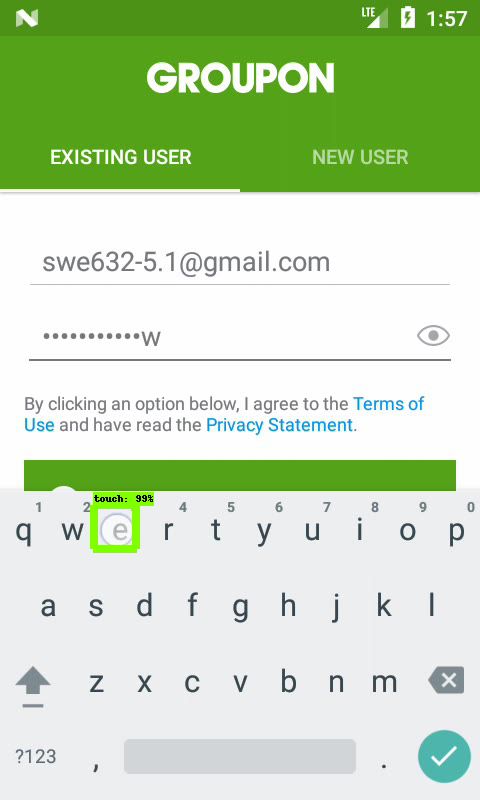 LTE 1:57
GROUPON
EXISTING USER NEW USER
swe632-5.1@gmail.com
•••••••••••w
By clicking an option below, I agree to the Terms of
Use and have read the Privacy Statement.
touch: 99%
1 2 4 5 6 7 8 9 0
q w e r t y u i o p
a s d f g h j k l
z x c v b n m
?123 , .